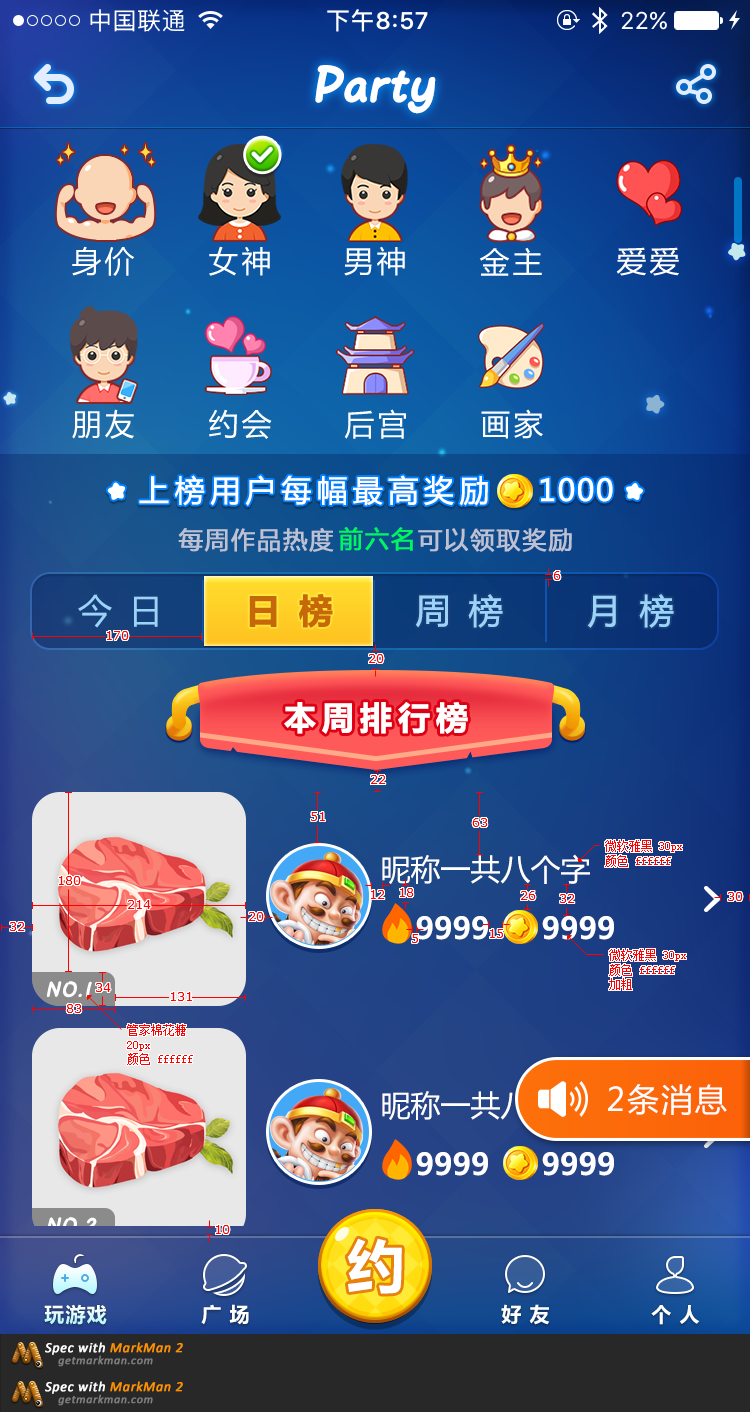 中国联通 下午8:57 22%
Party
身价 女神 男神 金主 爱爱
朋友 约会 后宫 画家
上榜用户每幅最高奖励 1000
每周作品热度前六名可以领取奖励
6
今日 日榜 周榜 月榜
170
20
本周排行榜
22
51 63
微软雅黑 30px
颜色 ffffff
昵称一共八个字
180 12 18 26 32 30
214 20
32
9999 9999
5 15
微软雅黑 30px
颜色 ffffff
加粗
NO.1 34
131
83
管家棉花糖
20px
颜色 ffffff
昵称一共八
2条消息
9999 9999
NO.2
10
约
玩游戏 广场 好友 个人
Spec with MarkMan 2
getmarkman.com
Spec with MarkMan 2
getmarkman.com